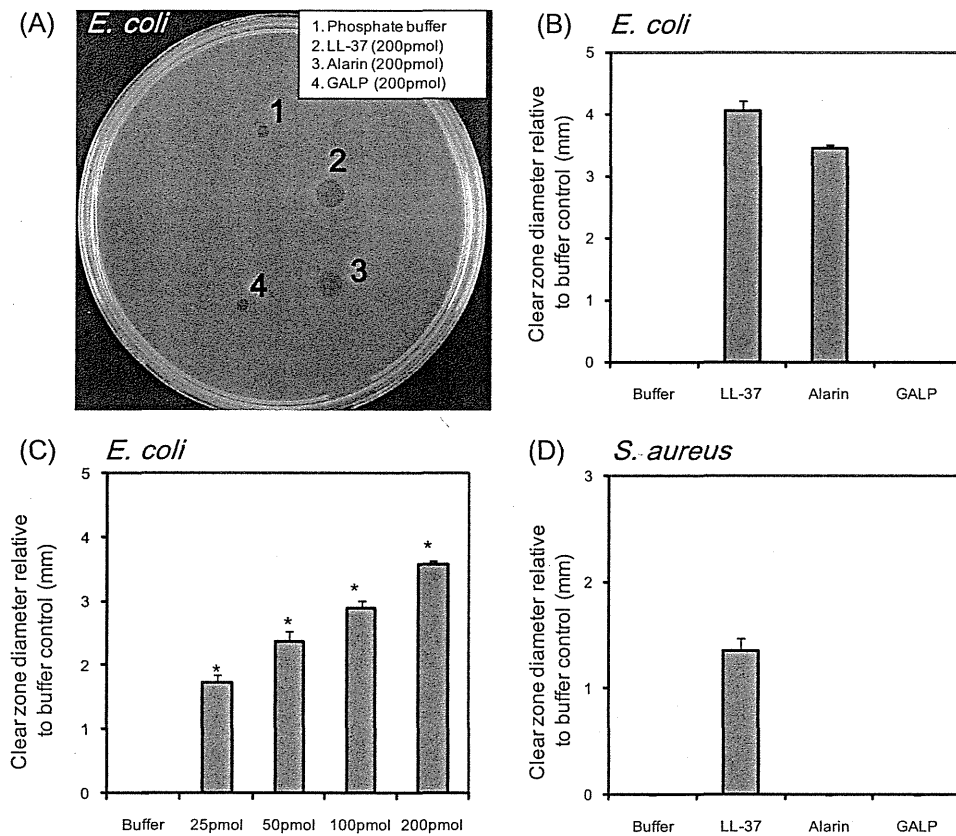 (A)
E. coli
1. Phosphate buffer
2. LL-37 (200pmol)
3. Alarin (200pmol)
4. GALP (200pmol)
1
2
3
4
(B)
E. coli
Clear zone diameter relative
to buffer control (mm)
5
4
3
2
1
0
Buffer LL-37 Alarin GALP
(C)
E. coli
Clear zone diameter relative
to buffer control (mm)
5
4
3
2
1
0
* * * *
Buffer 25pmol 50pmol 100pmol 200pmol
(D)
S. aureus
Clear zone diameter relative
to buffer control (mm)
3
2
1
0
Buffer LL-37 Alarin GALP